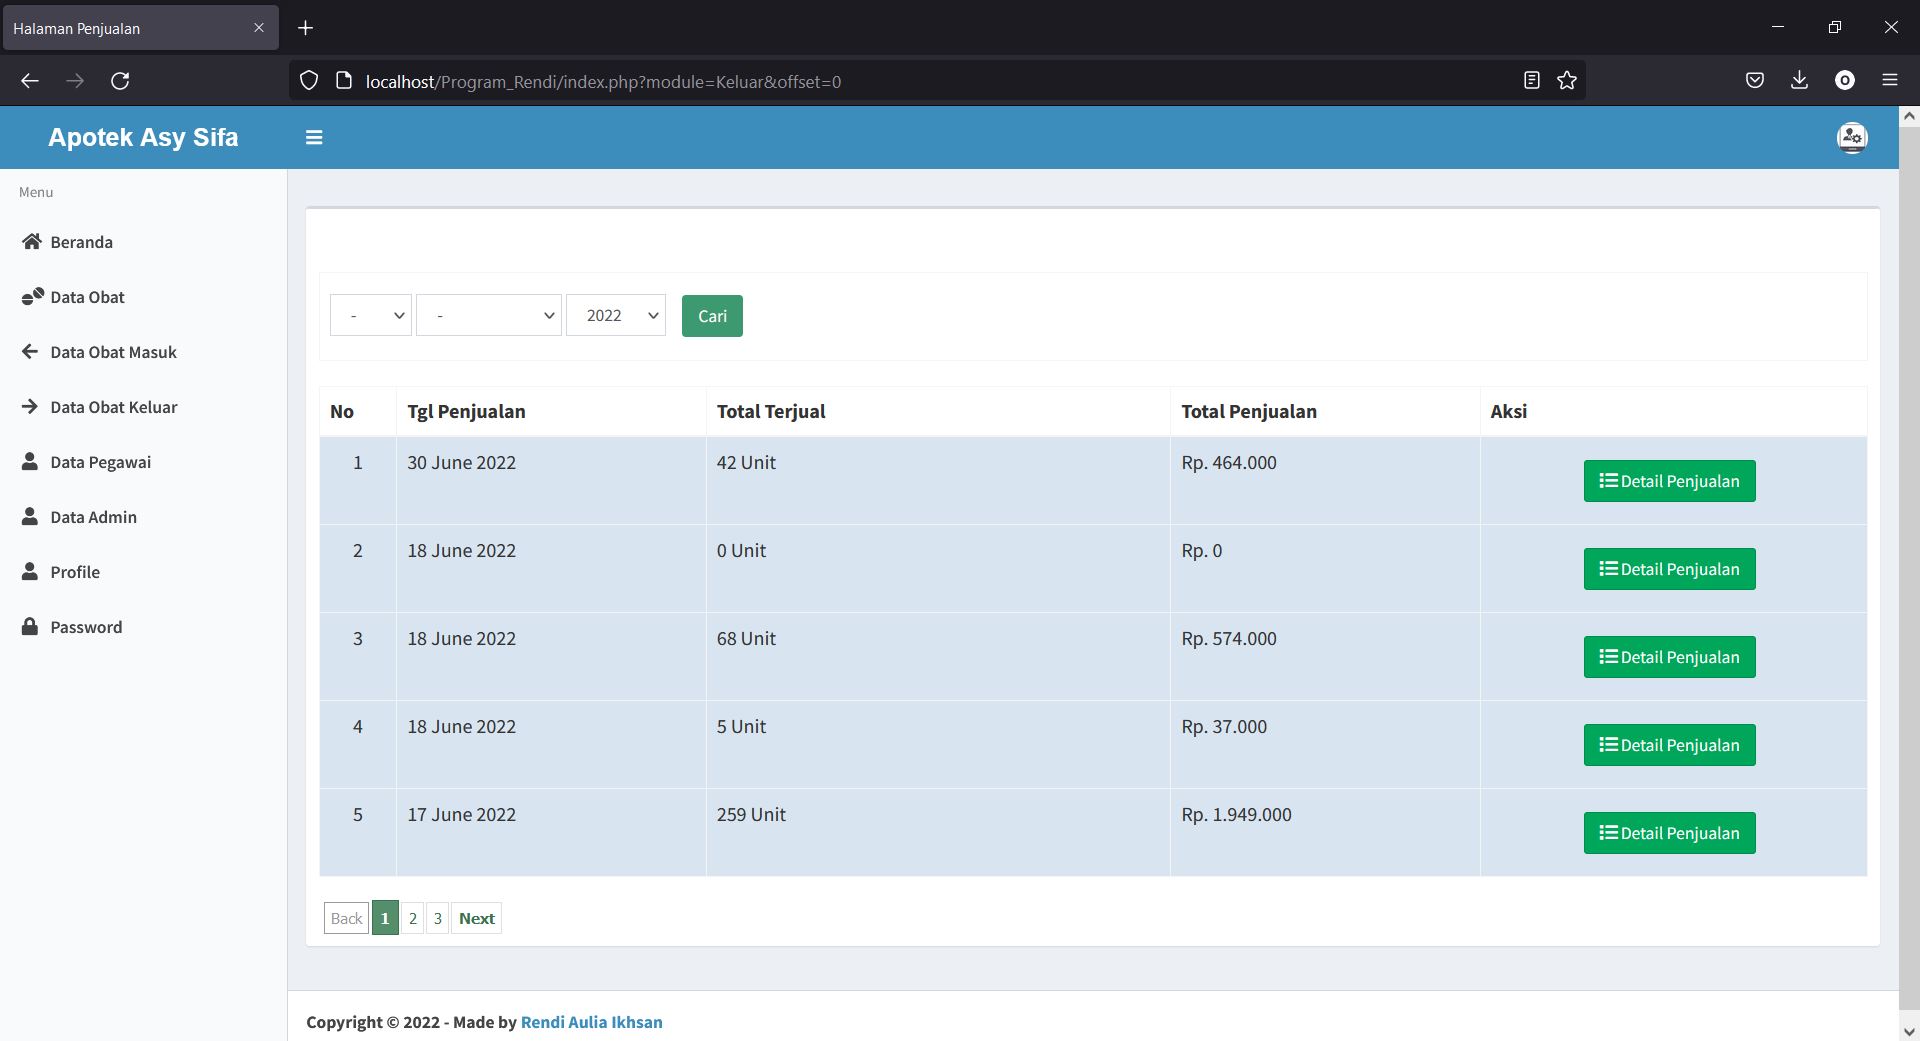 Halaman Penjualan
localhost/Program_Rendi/index.php?module=Keluar&offset=0
Apotek Asy Sifa
Menu
Beranda
Data Obat
Data Obat Masuk
Data Obat Keluar
Data Pegawai
Data Admin
Profile
Password
- - 2022 Cari
No Tgl Penjualan Total Terjual Total Penjualan Aksi
1 30 June 2022 42 Unit Rp. 464.000 Detail Penjualan
2 18 June 2022 0 Unit Rp. 0 Detail Penjualan
3 18 June 2022 68 Unit Rp. 574.000 Detail Penjualan
4 18 June 2022 5 Unit Rp. 37.000 Detail Penjualan
5 17 June 2022 259 Unit Rp. 1.949.000 Detail Penjualan
Back 1 2 3 Next
Copyright © 2022 - Made by Rendi Aulia Ikhsan